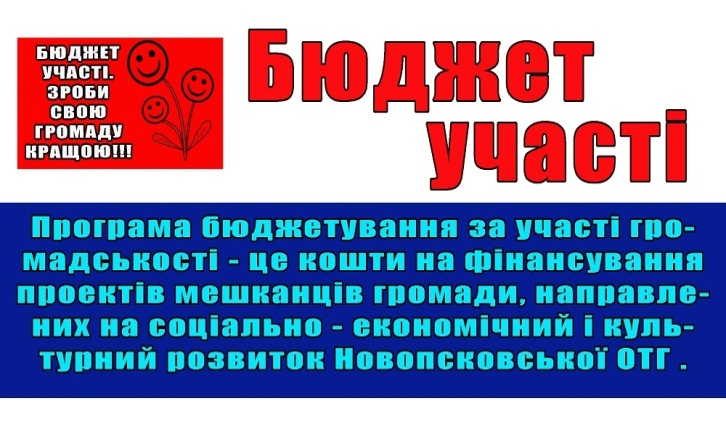 БЮДЖЕТ
УЧАСТІ.
ЗРОБИ
СВОЮ
ГРОМАДУ
КРАЩОЮ!!!
Бюджет
участі
Програма бюджетування за участі гро-
мадськості - це кошти на фінансування
проектів мешканців громади, направле-
них на соціально - економічний і куль-
турний розвиток Новопсковської ОТГ .